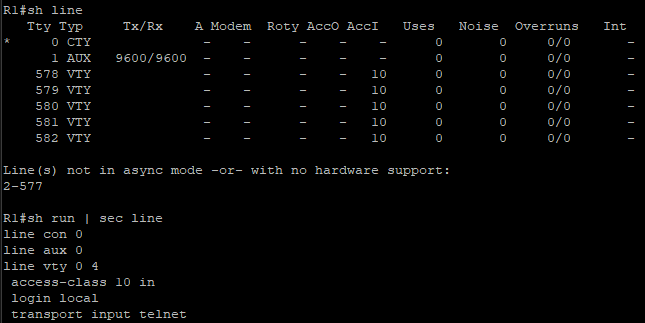 R1#sh line
   Tty Typ     Tx/Rx    A Modem  Roty AccO AccI   Uses   Noise  Overruns   Int
*    0 CTY              -    -      -    -    -      0       0     0/0       -
     1 AUX   9600/9600  -    -      -    -    -      0       0     0/0       -
   578 VTY              -    -      -    -   10      0       0     0/0       -
   579 VTY              -    -      -    -   10      0       0     0/0       -
   580 VTY              -    -      -    -   10      0       0     0/0       -
   581 VTY              -    -      -    -   10      0       0     0/0       -
   582 VTY              -    -      -    -   10      0       0     0/0       -
Line(s) not in async mode -or- with no hardware support:
2-577
R1#sh run | sec line
line con 0
line aux 0
line vty 0 4
 access-class 10 in
 login local
 transport input telnet